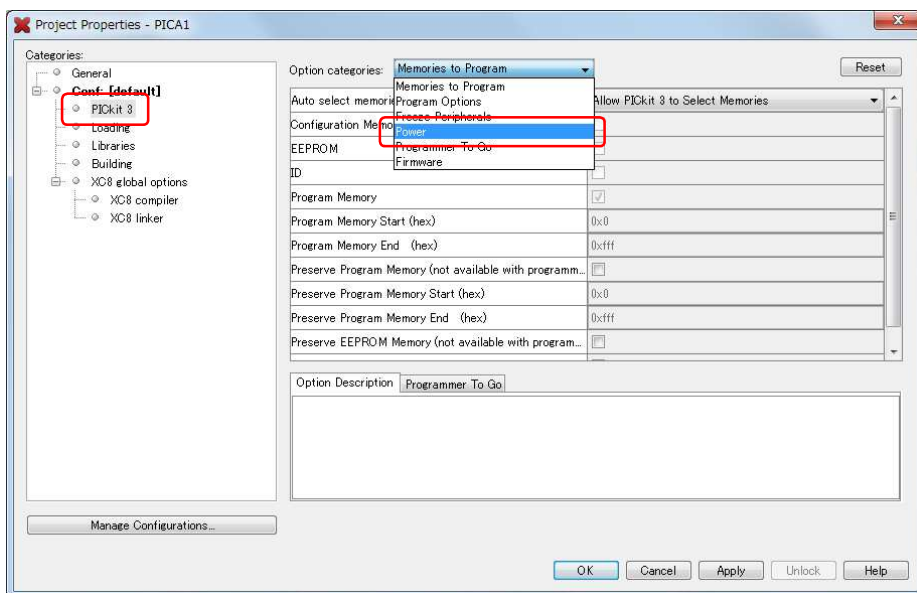 Project Properties - PICA1
Categories:
General
Conf: [default]
PICkit 3
Loading
Libraries
Building
XC8 global options
XC8 compiler
XC8 linker
Manage Configurations...
Option categories: Memories to Program
Reset
Memories to Program
Program Options
Freeze Peripherals
Power
Programmer To Go
Firmware
Auto select memorie
Allow PICkit 3 to Select Memories
Configuration Memo
EEPROM
ID
Program Memory
Program Memory Start (hex) 0x0
Program Memory End (hex) 0xfff
Preserve Program Memory (not available with programm...
Preserve Program Memory Start (hex) 0x0
Preserve Program Memory End (hex) 0xfff
Preserve EEPROM Memory (not available with program...
Option Description Programmer To Go
OK Cancel Apply Unlock Help